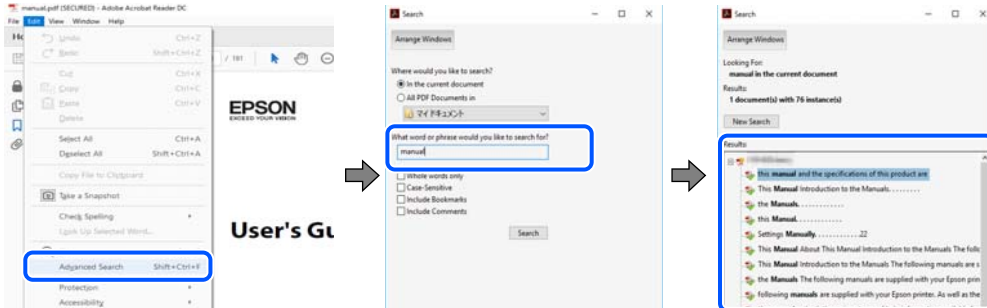 manual.pdf (SECURED) - Adobe Acrobat Reader DC
File Edit View Window Help
Undo Ctrl+Z
Redo Shift+Ctrl+Z
Cut Ctrl+X
Copy Ctrl+C
Paste Ctrl+V
Delete
Select All Ctrl+A
Deselect All Shift+Ctrl+A
Copy File to Clipboard
Take a Snapshot
Check Spelling
Look Up Selected Word...
Advanced Search Shift+Ctrl+F
Protection
Accessibility
/ 191
EPSON
EXCEED YOUR VISION
User's Gu
Search
Arrange Windows
Where would you like to search?
In the current document
All PDF Documents in
マイ ドキュメント
What word or phrase would you like to search for?
manual
Whole words only
Case-Sensitive
Include Bookmarks
Include Comments
Search
Search
Arrange Windows
Looking For:
manual in the current document
Results:
1 document(s) with 76 instance(s)
New Search
Results:
this manual and the specifications of this product are
This Manual Introduction to the Manuals. . . . . . . . .
the Manuals. . . . . . . . . . . . .
this Manual. . . . . . . . . . . . .
Settings Manually. . . . . . . . . . . . .22
This Manual About This Manual Introduction to the Manuals The follo
This Manual Introduction to the Manuals The following manuals are s
the Manuals The following manuals are supplied with your Epson prin
following manuals are supplied with your Epson printer. As well as the